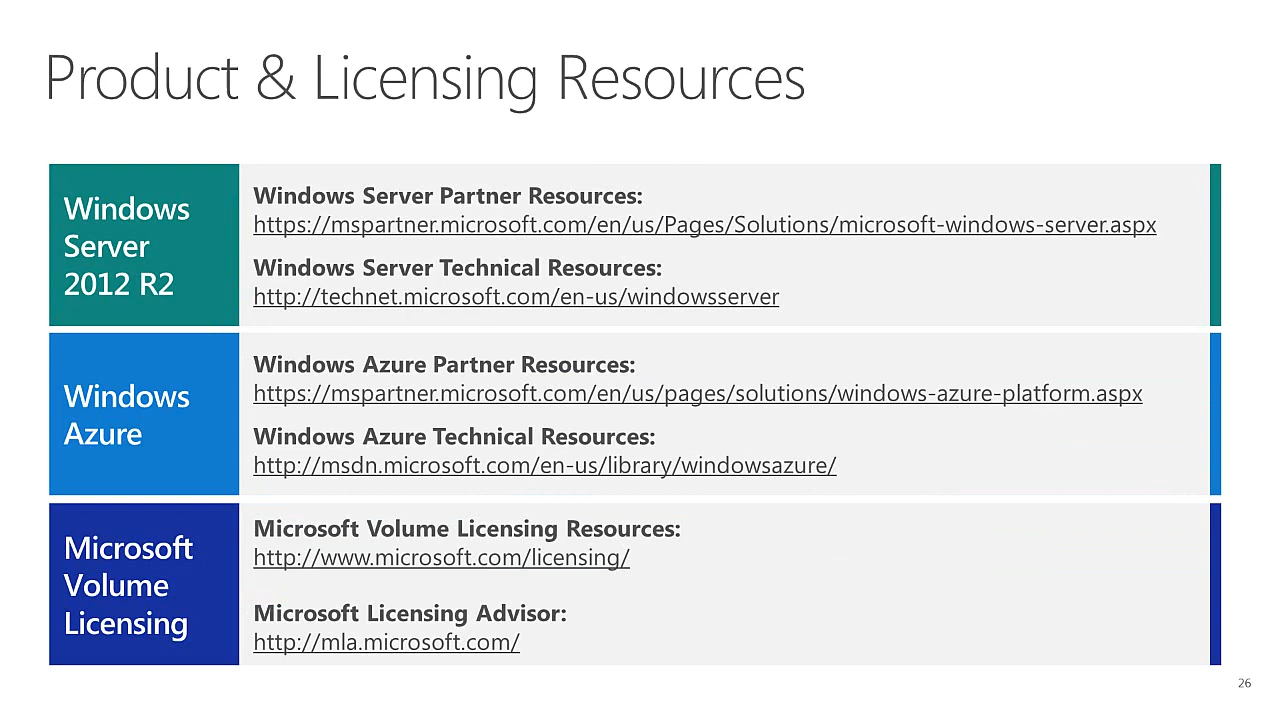 Product & Licensing Resources
Windows
Server
2012 R2
Windows Server Partner Resources:
https://mspartner.microsoft.com/en/us/Pages/Solutions/microsoft-windows-server.aspx
Windows Server Technical Resources:
http://technet.microsoft.com/en-us/windowsserver
Windows
Azure
Windows Azure Partner Resources:
https://mspartner.microsoft.com/en/us/pages/solutions/windows-azure-platform.aspx
Windows Azure Technical Resources:
http://msdn.microsoft.com/en-us/library/windowsazure/
Microsoft
Volume
Licensing
Microsoft Volume Licensing Resources:
http://www.microsoft.com/licensing/
Microsoft Licensing Advisor:
http://mla.microsoft.com/
26